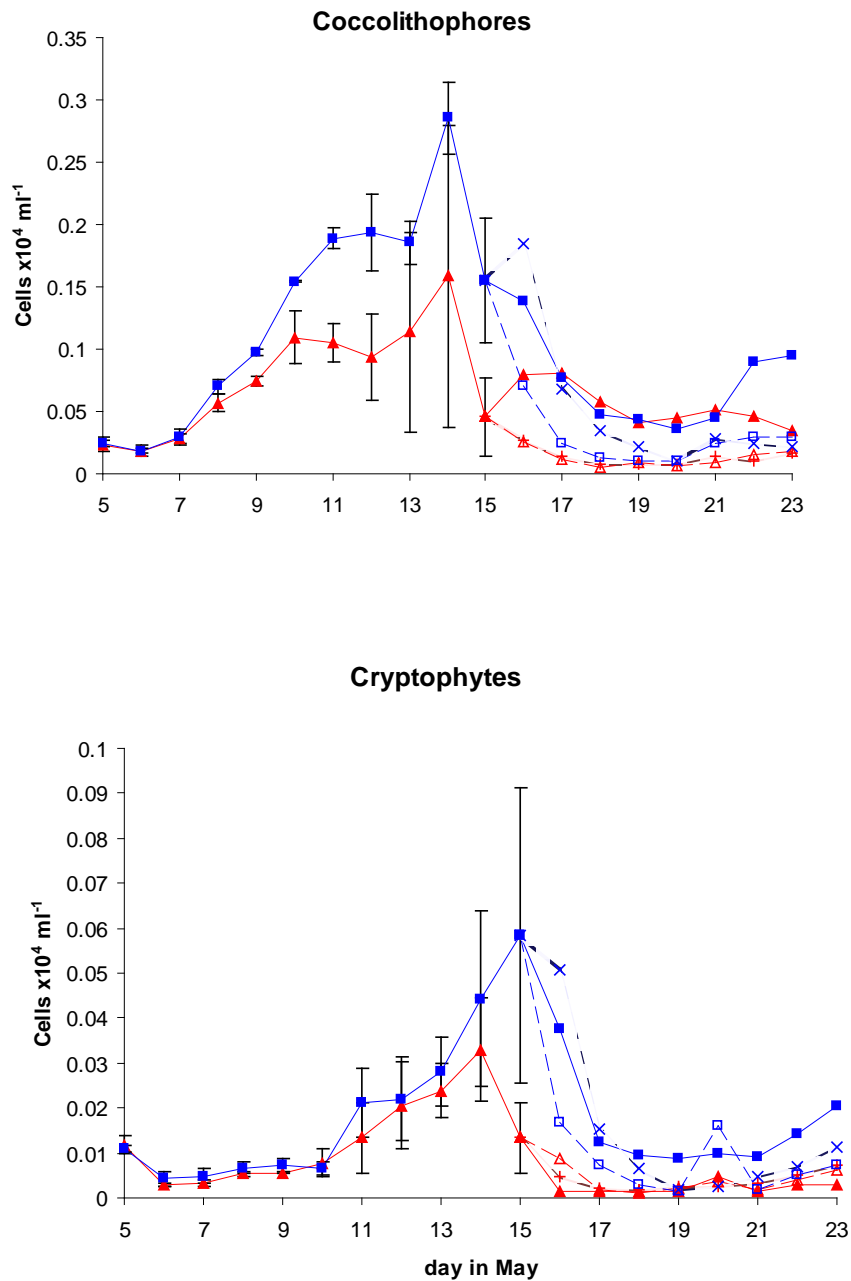 Coccolithophores
0.35
0.3
0.25
0.2
0.15
0.1
0.05
0
Cells x10⁴ ml⁻¹
5 7 9 11 13 15 17 19 21 23
Cryptophytes
0.1
0.09
0.08
0.07
0.06
0.05
0.04
0.03
0.02
0.01
0
Cells x10⁴ ml⁻¹
5 7 9 11 13 15 17 19 21 23
day in May